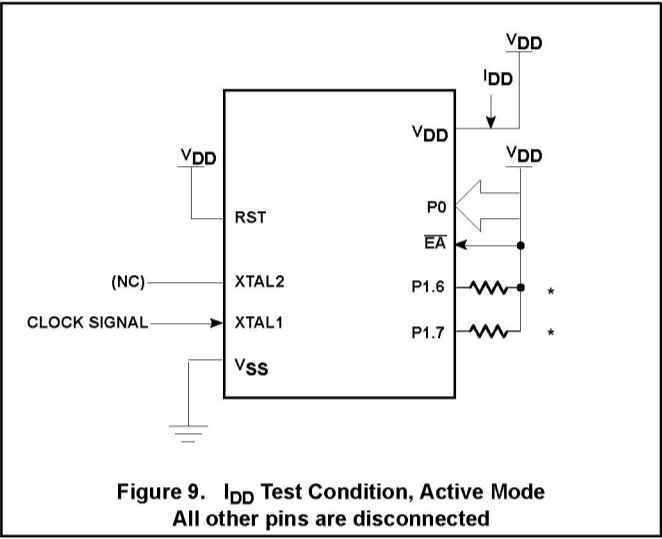 VDD
IDD
VDD
VDD
VDD
RST
P0
EA
(NC)
XTAL2
P1.6
*
CLOCK SIGNAL
XTAL1
P1.7
*
VSS
Figure 9. IDD Test Condition, Active Mode
All other pins are disconnected